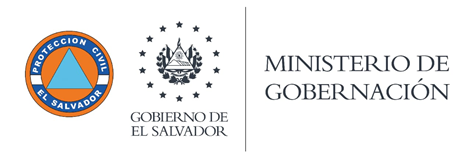 PROTECCION CIVIL
EL SALVADOR
GOBIERNO DE
EL SALVADOR
MINISTERIO DE
GOBERNACIÓN